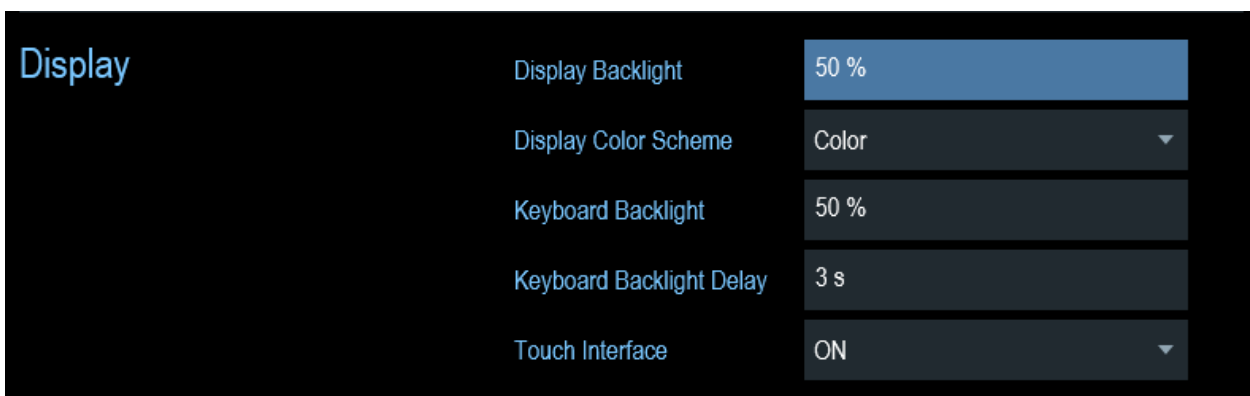 Display
Display Backlight 50 %
Display Color Scheme Color
Keyboard Backlight 50 %
Keyboard Backlight Delay 3 s
Touch Interface ON